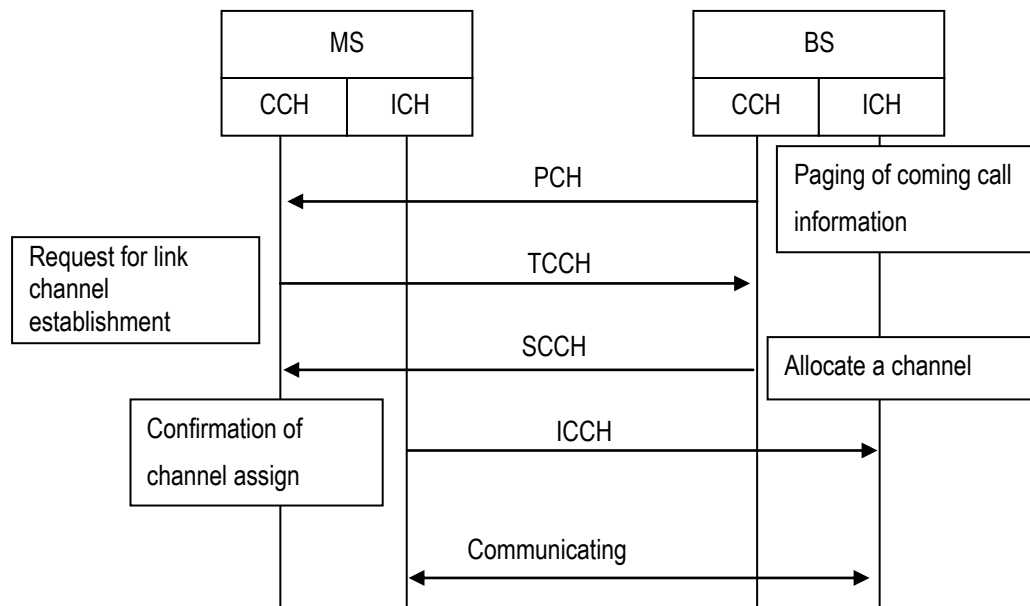 MS
BS
CCH
ICH
CCH
ICH
PCH
Paging of coming call
information
Request for link
channel
establishment
TCCH
SCCH
Allocate a channel
Confirmation of
channel assign
ICCH
Communicating